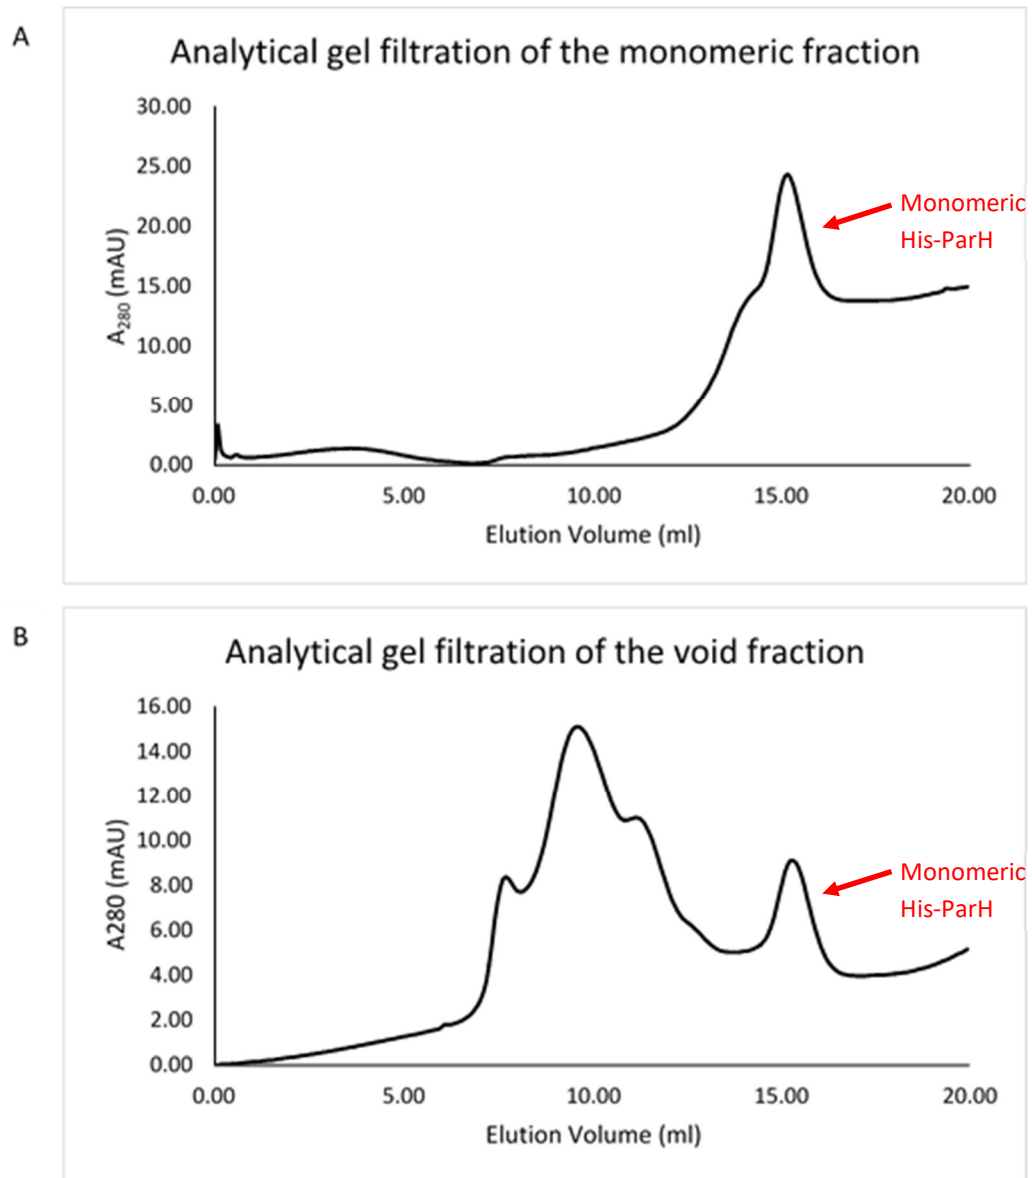 A
Analytical gel filtration of the monomeric fraction
30.00
25.00
20.00
15.00
10.00
5.00
0.00
A280 (mAU)
Monomeric
His-ParH
0.00 5.00 10.00 15.00 20.00
Elution Volume (ml)
B
Analytical gel filtration of the void fraction
16.00
14.00
12.00
10.00
8.00
6.00
4.00
2.00
0.00
A280 (mAU)
Monomeric
His-ParH
0.00 5.00 10.00 15.00 20.00
Elution Volume (ml)